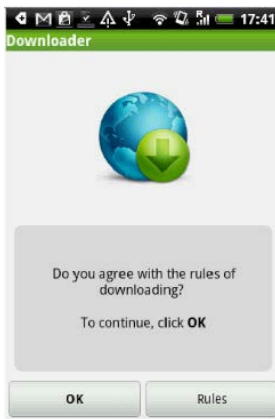 R
17:41
Downloader
Do you agree with the rules of
downloading?
To continue, click OK
OK
Rules